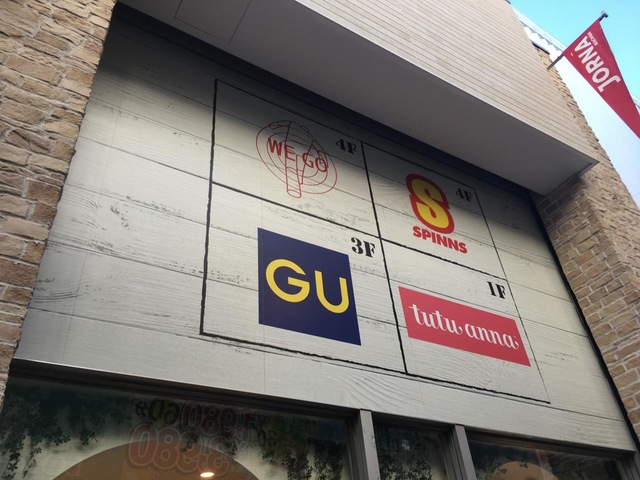 JORNA
WE GO
4F
4F
SPINNS
3F
GU
1F
tutuanna